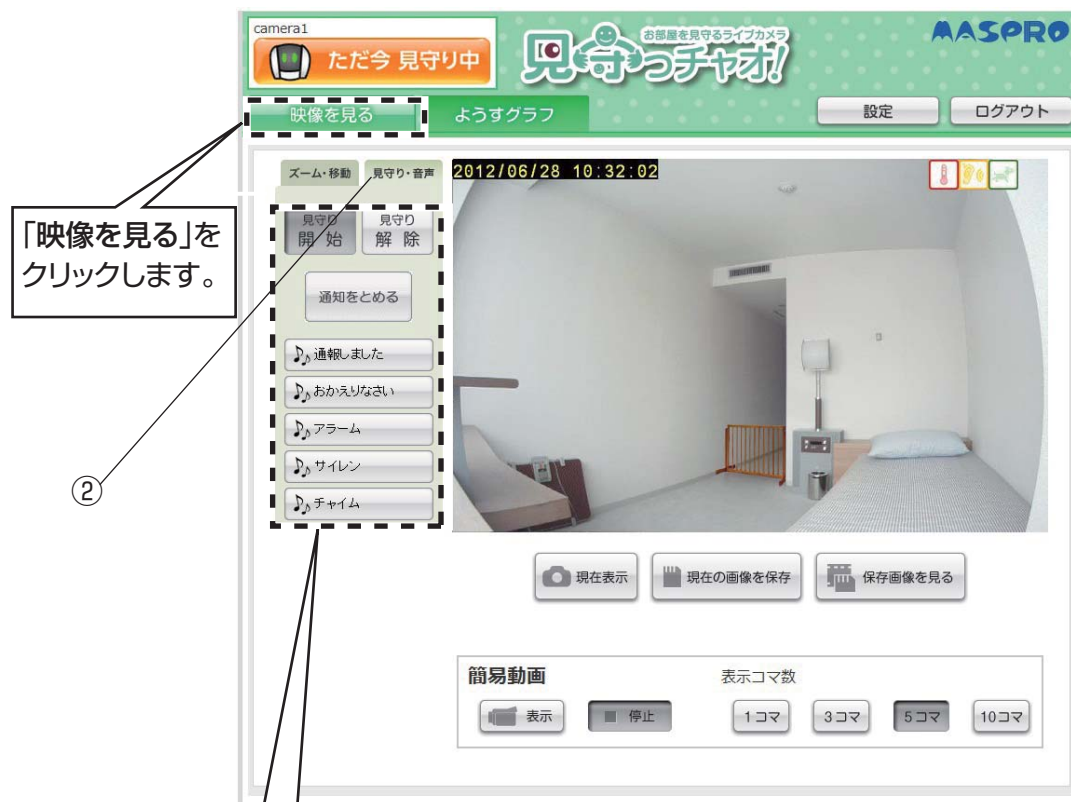 camera1
ただ今 見守り中
お部屋を見守るライブカメラ
見守っチャオ!
MASPRO
映像を見る
ようすグラフ
設定
ログアウト
「映像を見る」を
クリックします。
②
ズーム・移動
見守り・音声
2012/06/28 10:32:02
見守り
開 始
見守り
解 除
通知をとめる
通報しました
おかえりなさい
アラーム
サイレン
チャイム
現在表示
現在の画像を保存
保存画像を見る
簡易動画
表示コマ数
表示
停止
1コマ
3コマ
5コマ
10コマ